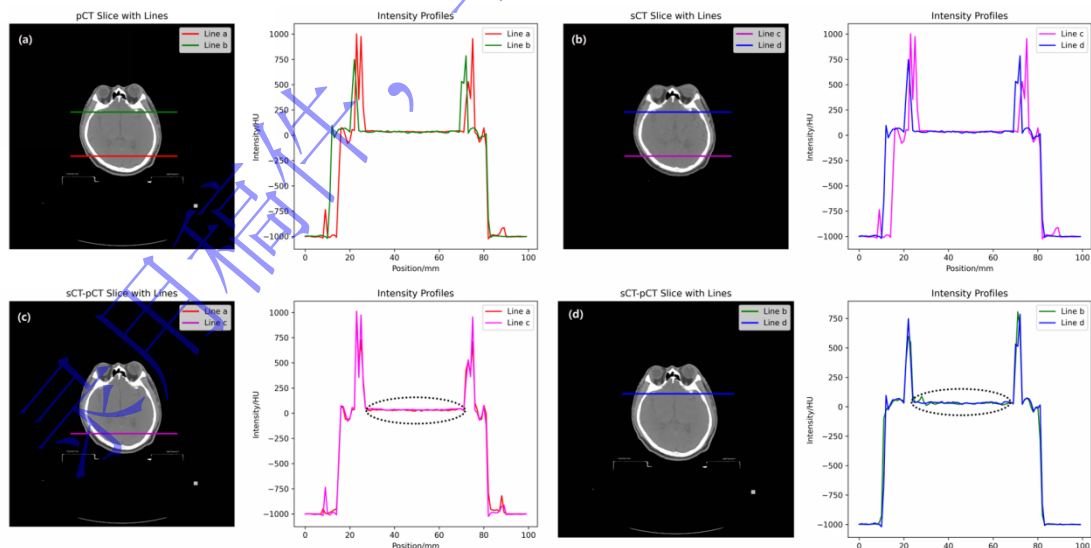 pCT Slice with Lines
(a)
Line a
Line b
Intensity Profiles
Line a
Line b
1000
750
500
250
0
−250
−500
−750
−1000
Intensity/HU
0
20
40
60
80
100
Position/mm
sCT Slice with Lines
(b)
Line c
Line d
Intensity Profiles
Line c
Line d
1000
750
500
250
0
−250
−500
−750
−1000
Intensity/HU
0
20
40
60
80
100
Position/mm
sCT-pCT Slice with Lines
(c)
Line a
Line c
Intensity Profiles
Line a
Line c
1000
750
500
250
0
−250
−500
−750
−1000
Intensity/HU
0
20
40
60
80
100
Position/mm
sCT-pCT Slice with Lines
(d)
Line b
Line d
Intensity Profiles
Line b
Line d
750
500
250
0
−250
−500
−750
−1000
Intensity/HU
0
20
40
60
80
100
Position/mm
录用稿件,